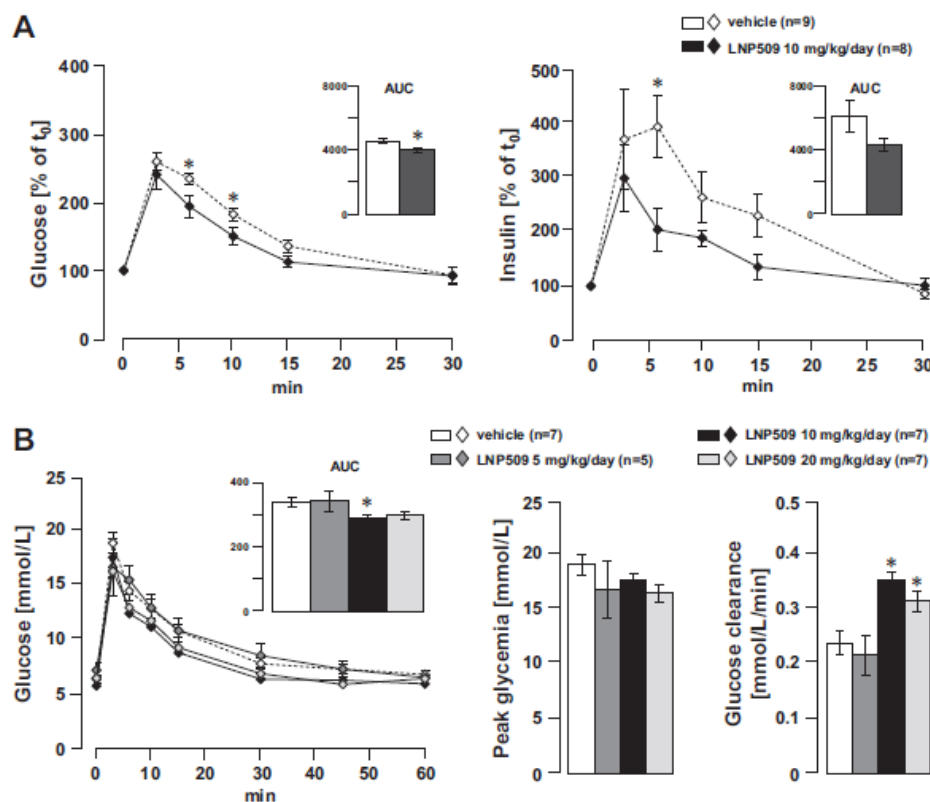 A
vehicle (n=9)
LNP509 10 mg/kg/day (n=8)
Glucose [% of t0]
400
300
250
200
100
0
0 5 10 15 20 25 30
min
AUC
8000
4000
0
*
* *
Insulin [% of t0]
500
400
300
200
100
0
0 5 10 15 20 25 30
min
*
AUC
8000
4000
0
B
vehicle (n=7)
LNP509 10 mg/kg/day (n=7)
LNP509 5 mg/kg/day (n=5)
LNP509 20 mg/kg/day (n=7)
Glucose [mmol/L]
25
20
15
10
5
0
0 10 20 30 40 50 60
min
AUC
400
300
0
*
Peak glycemia [mmol/L]
25
20
15
15
5
0
Glucose clearance
[mmol/L/min]
0.5
0.4
0.3
0.2
0.1
0
* *